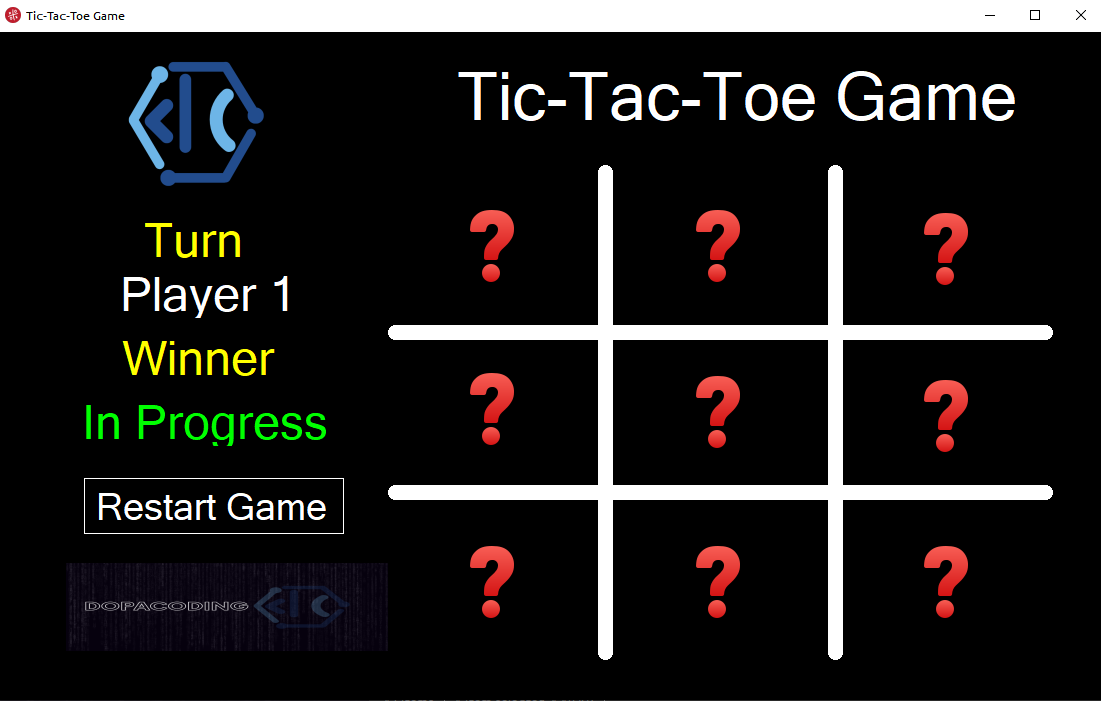 Tic-Tac-Toe Game
Tic-Tac-Toe Game
Turn
Player 1
Winner
In Progress
Restart Game
DOPACODING
? ? ?
? ? ?
? ? ?